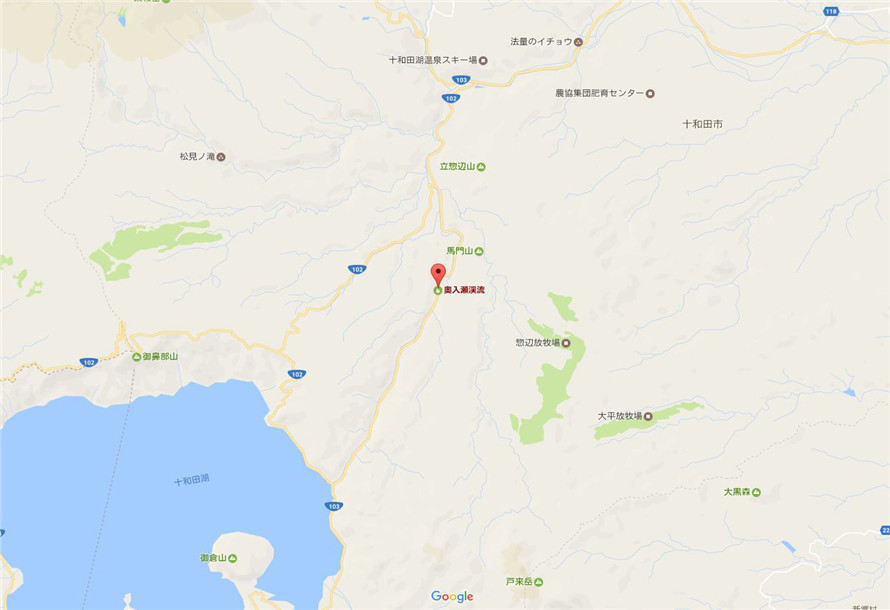 118
法量のイチョウ
十和田湖温泉スキー場
103
農協集団肥育センター
102
十和田市
松見ノ滝
立惣辺山
馬門山
102
奥入瀬渓流
惣辺放牧場
御鼻部山
102
102
大平放牧場
十和田湖
大黒森
103
22
御倉山
戸来岳
Google